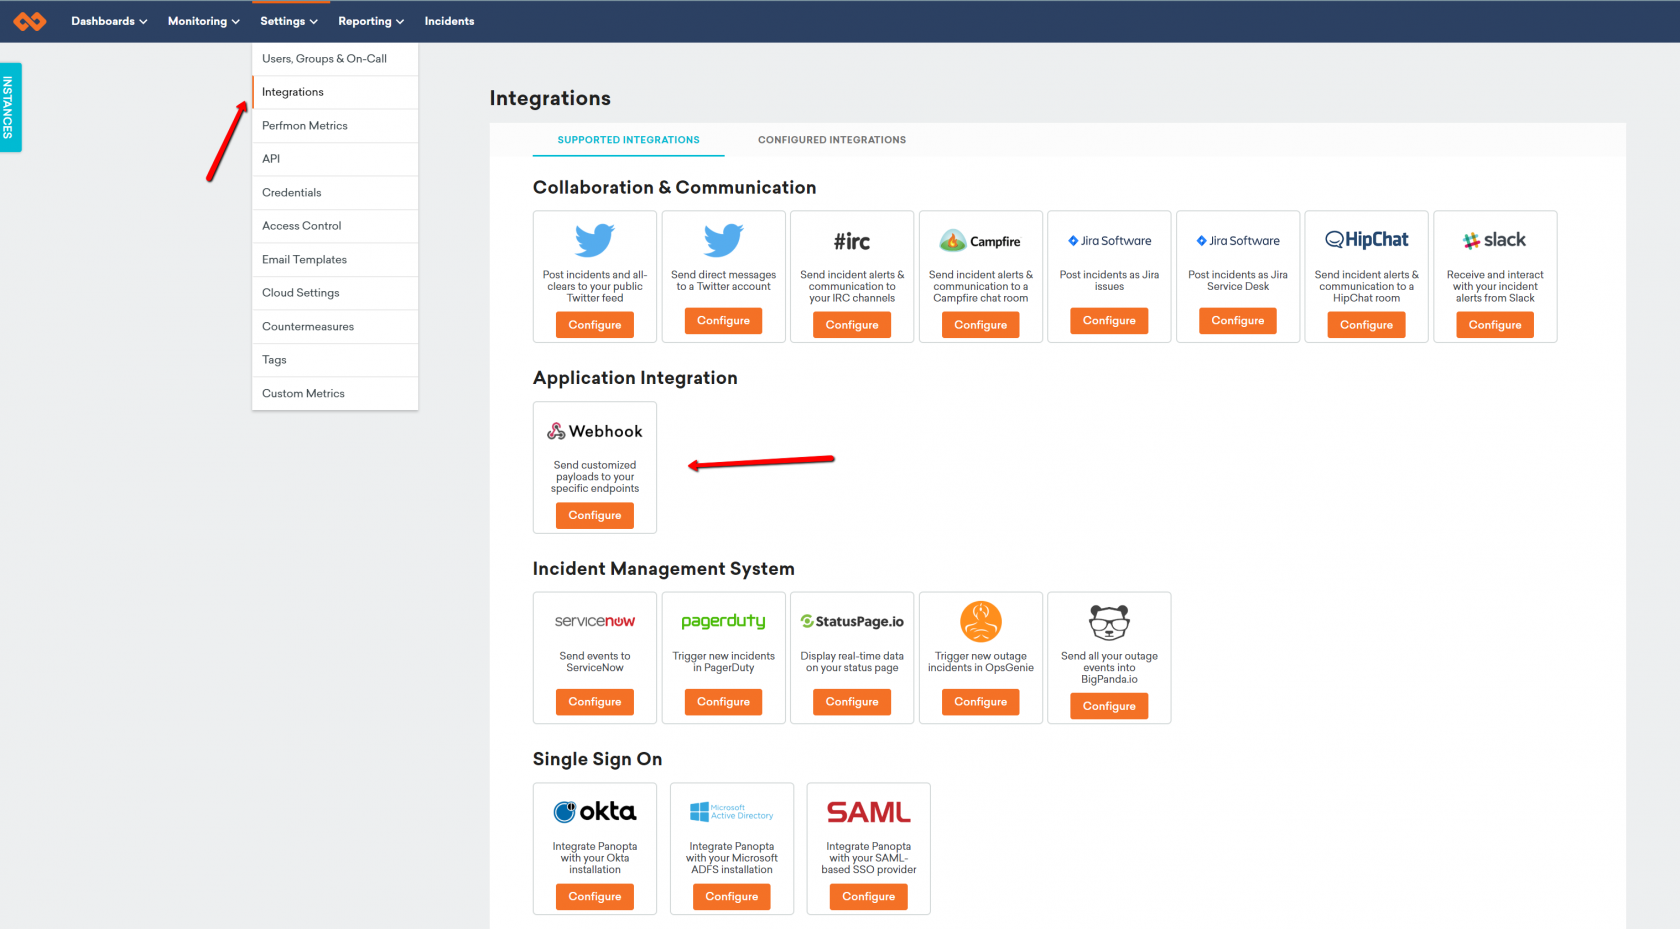 Dashboards Monitoring Settings Reporting Incidents
INSTANCES
Users, Groups & On-Call
Integrations
Perfmon Metrics
API
Credentials
Access Control
Email Templates
Cloud Settings
Countermeasures
Tags
Custom Metrics
Integrations
SUPPORTED INTEGRATIONS CONFIGURED INTEGRATIONS
Collaboration & Communication
Post incidents and all-
clears to your public
Twitter feed
Configure
Send direct messages
to a Twitter account
Configure
#irc
Send incident alerts &
communication to
your IRC channels
Configure
Campfire
Send incident alerts &
communication to a
Campfire chat room
Configure
Jira Software
Post incidents as Jira
issues
Configure
Jira Software
Post incidents as Jira
Service Desk
Configure
HipChat
Send incident alerts &
communication to a
HipChat room
Configure
slack
Receive and interact
with your incident
alerts from Slack
Configure
Application Integration
Webhook
Send customized
payloads to your
specific endpoints
Configure
Incident Management System
servicenow
Send events to
ServiceNow
Configure
pagerduty
Trigger new incidents
in PagerDuty
Configure
StatusPage.io
Display real-time data
on your status page
Configure
Trigger new outage
incidents in OpsGenie
Configure
Send all your outage
events into
BigPanda.io
Configure
Single Sign On
okta
Integrate Panopta
with your Okta
installation
Configure
Microsoft
Active Directory
Integrate Panopta
with your Microsoft
ADFS installation
Configure
SAML
Integrate Panopta
with your SAML-
based SSO provider
Configure